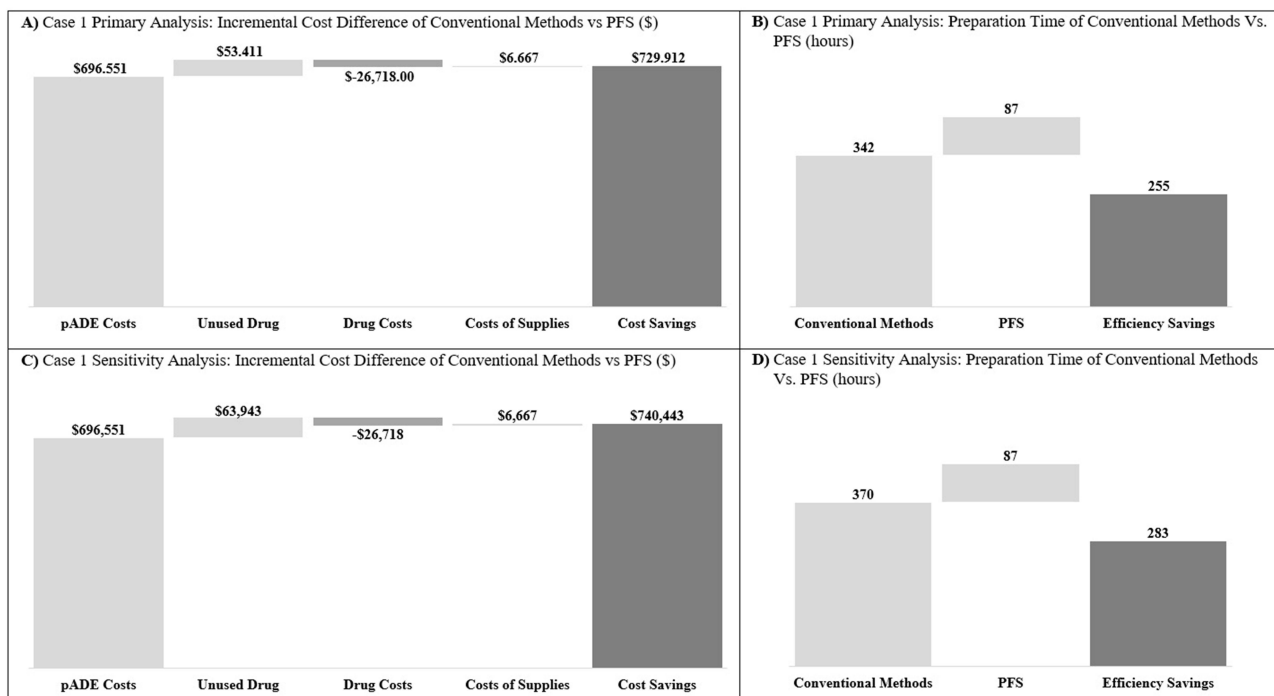 A) Case 1 Primary Analysis: Incremental Cost Difference of Conventional Methods vs PFS ($)
$696.551
$53.411
$-26,718.00
$6.667
$729.912
pADE Costs
Unused Drug
Drug Costs
Costs of Supplies
Cost Savings
B) Case 1 Primary Analysis: Preparation Time of Conventional Methods Vs.
PFS (hours)
342
87
255
Conventional Methods
PFS
Efficiency Savings
C) Case 1 Sensitivity Analysis: Incremental Cost Difference of Conventional Methods vs PFS ($)
$696,551
$63,943
-$26,718
$6,667
$740,443
pADE Costs
Unused Drug
Drug Costs
Costs of Supplies
Cost Savings
D) Case 1 Sensitivity Analysis: Preparation Time of Conventional Methods
Vs. PFS (hours)
370
87
283
Conventional Methods
PFS
Efficiency Savings